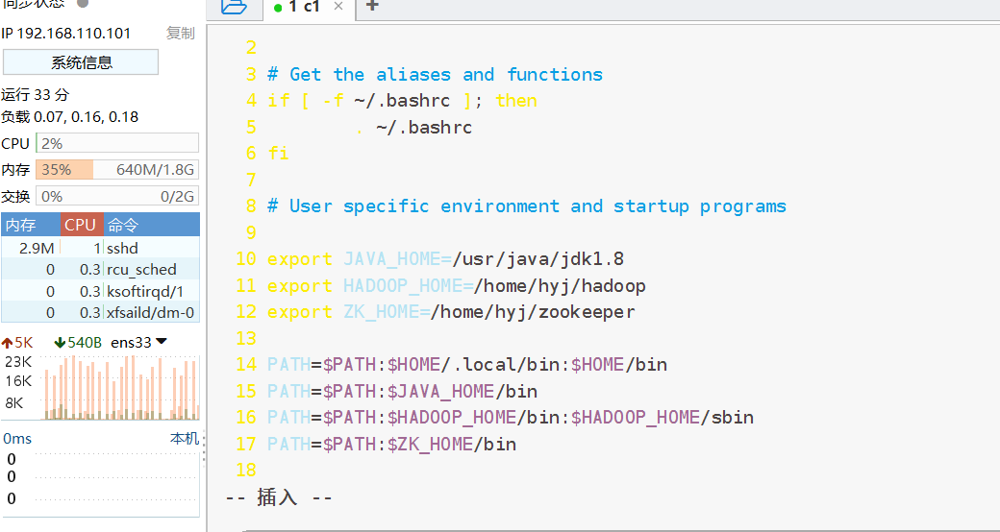 同步状态
IP 192.168.110.101 复制
系统信息
运行 33 分
负载 0.07, 0.16, 0.18
CPU 2%
内存 35% 640M/1.8G
交换 0% 0/2G
内存 CPU 命令
2.9M 1 sshd
0 0.3 rcu_sched
0 0.3 ksoftirqd/1
0 0.3 xfsaild/dm-0
↑5K ↓540B ens33
23K
16K
8K
0ms 本机
0
0
0
1 c1 × +
2
3 # Get the aliases and functions
4 if [ -f ~/.bashrc ]; then
5 . ~/.bashrc
6 fi
7
8 # User specific environment and startup programs
9
10 export JAVA_HOME=/usr/java/jdk1.8
11 export HADOOP_HOME=/home/hyj/hadoop
12 export ZK_HOME=/home/hyj/zookeeper
13
14 PATH=$PATH:$HOME/.local/bin:$HOME/bin
15 PATH=$PATH:$JAVA_HOME/bin
16 PATH=$PATH:$HADOOP_HOME/bin:$HADOOP_HOME/sbin
17 PATH=$PATH:$ZK_HOME/bin
18
-- 插入 --